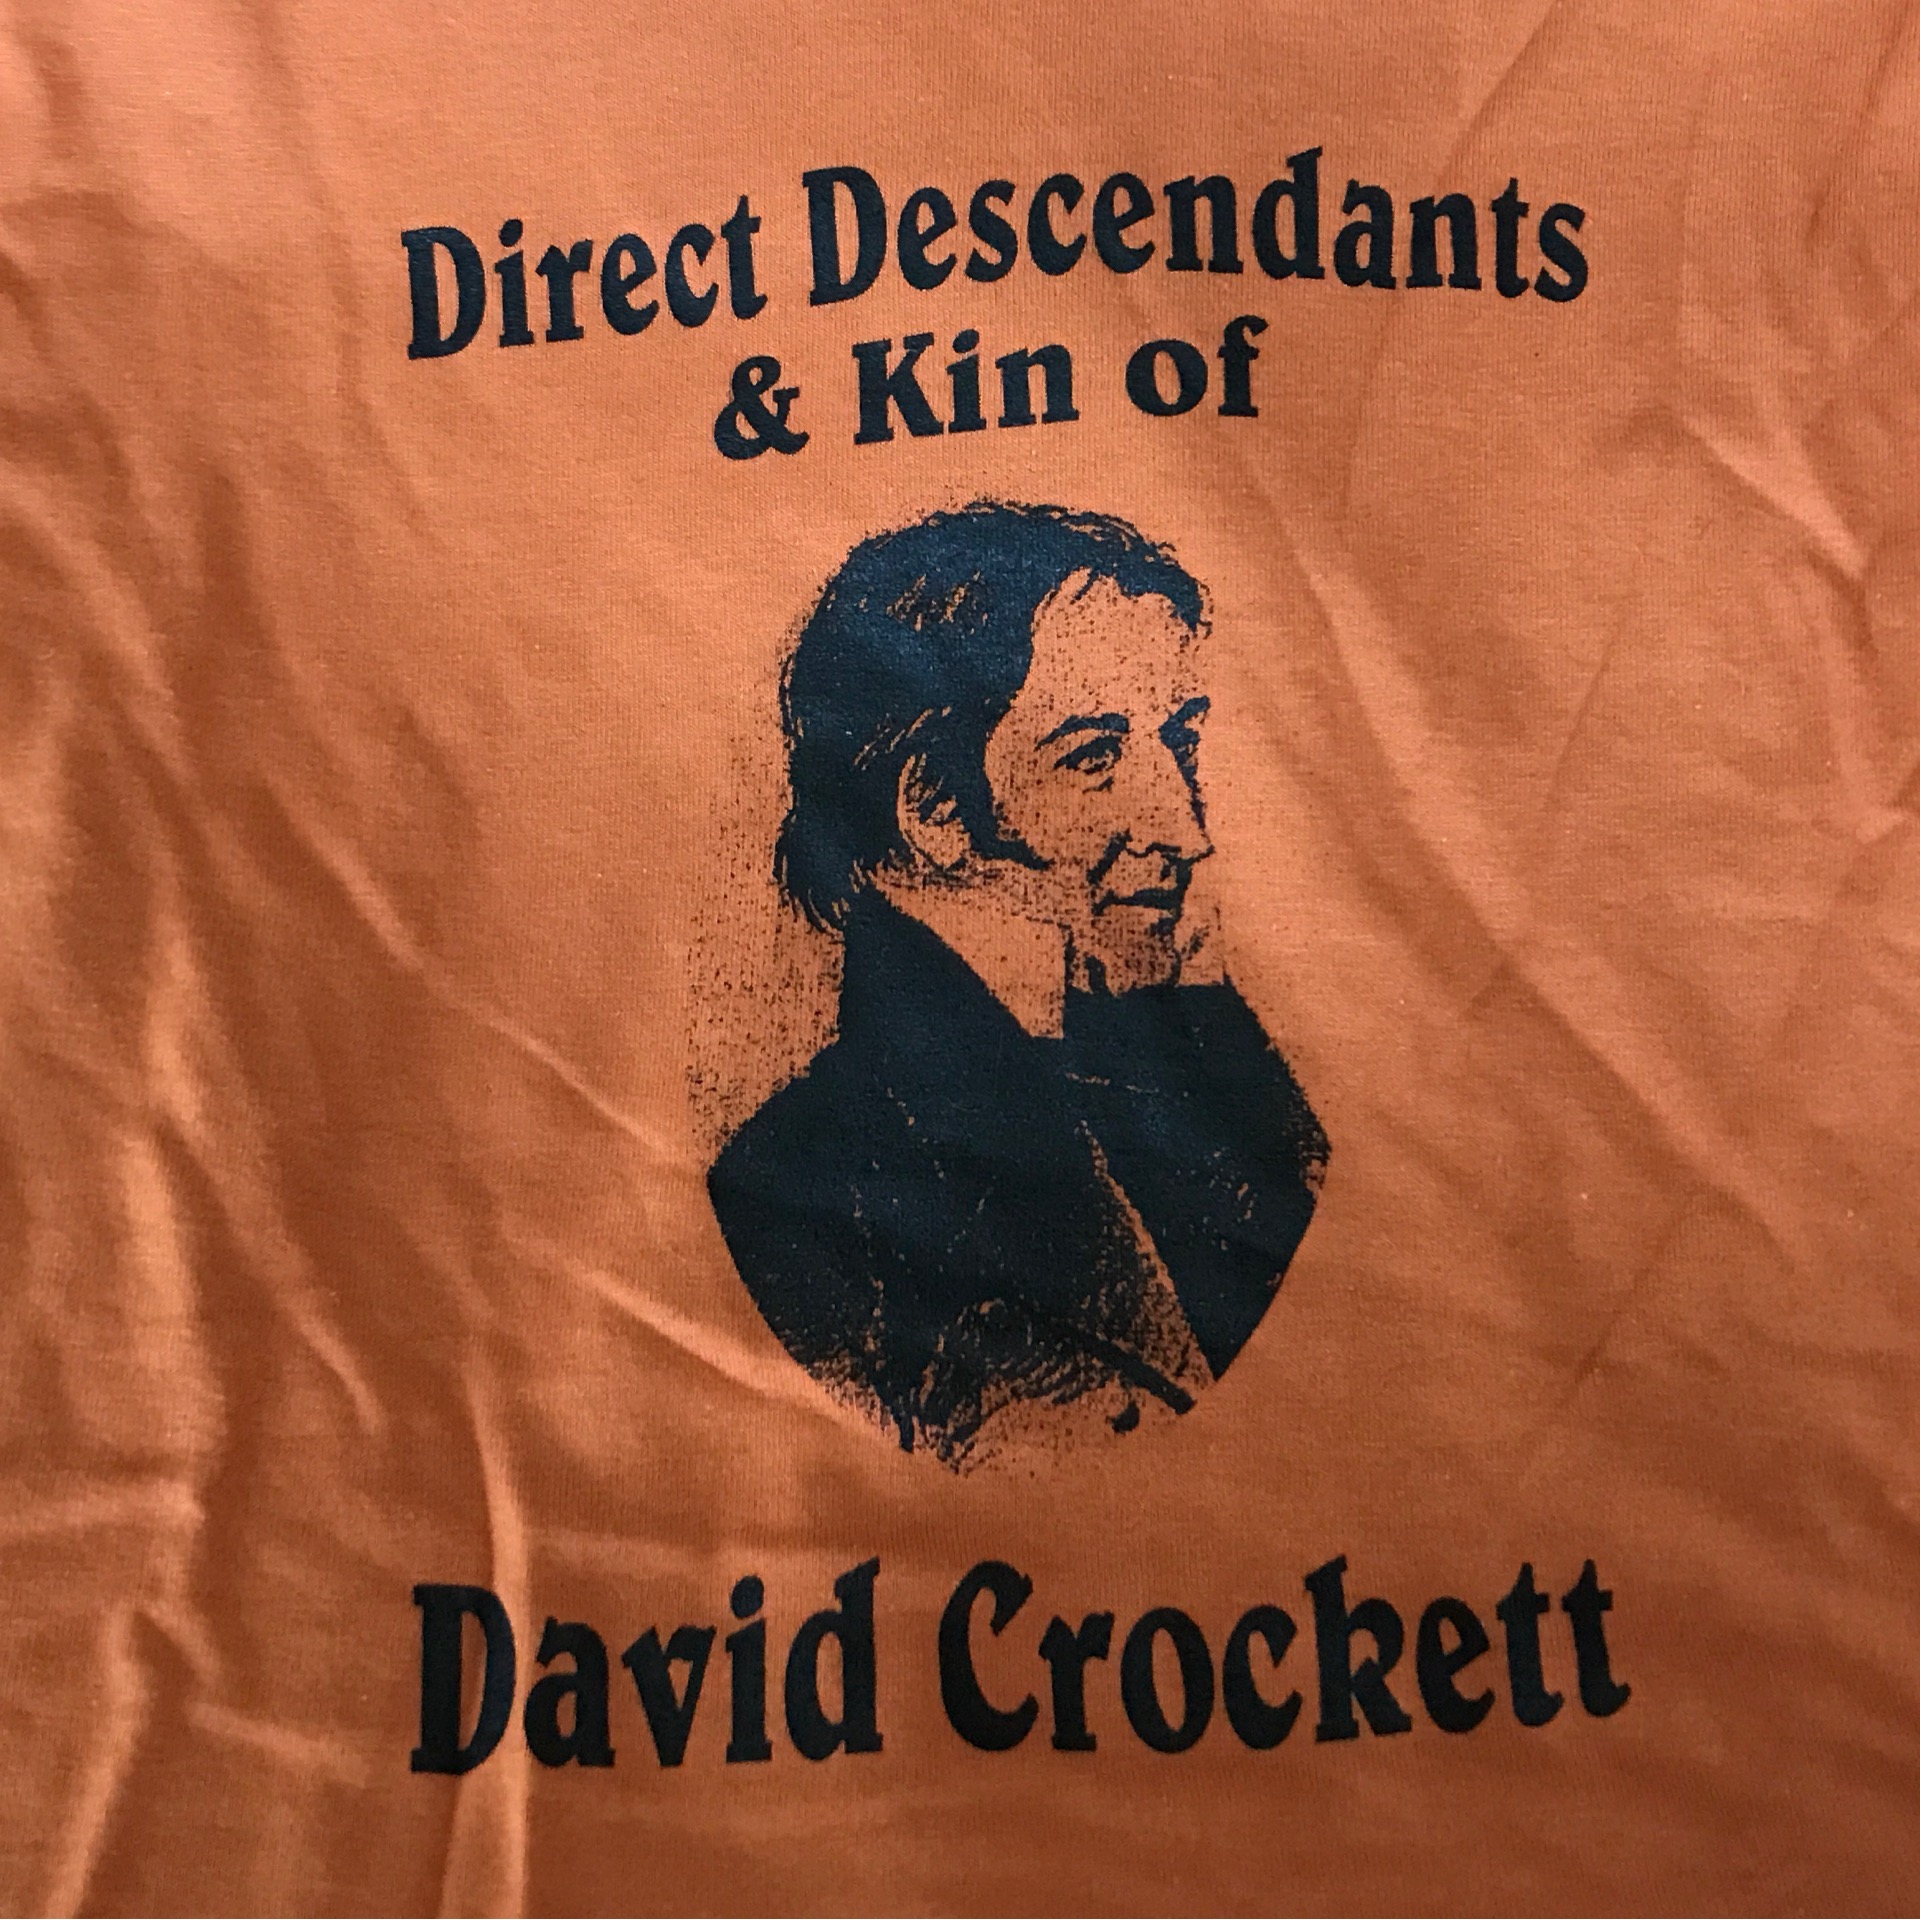 Direct Descendants
& Kin of
David Crockett